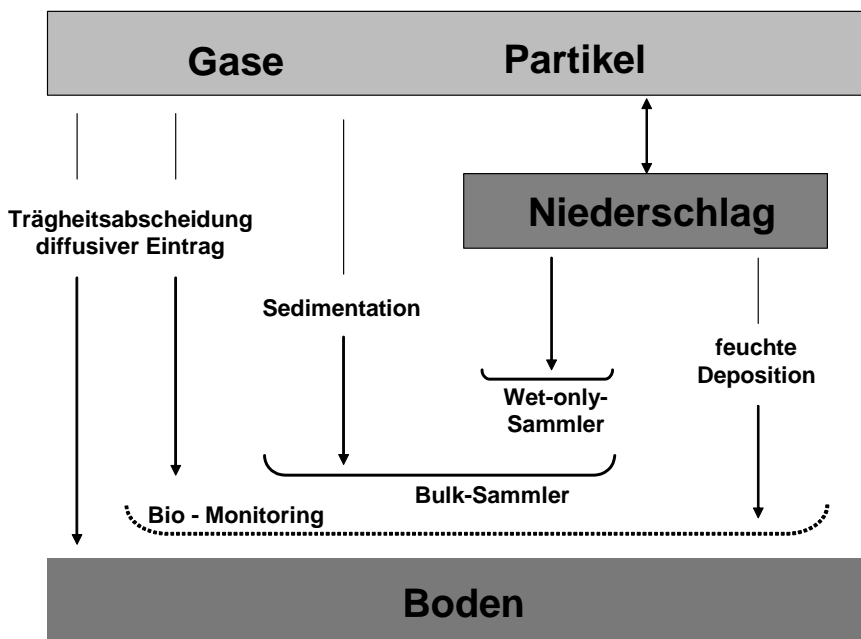 Gase
Partikel
Niederschlag
Trägheitsabscheidung
diffusiver Eintrag
Sedimentation
feuchte
Deposition
Wet-only-
Sammler
Bulk-Sammler
Bio - Monitoring
Boden